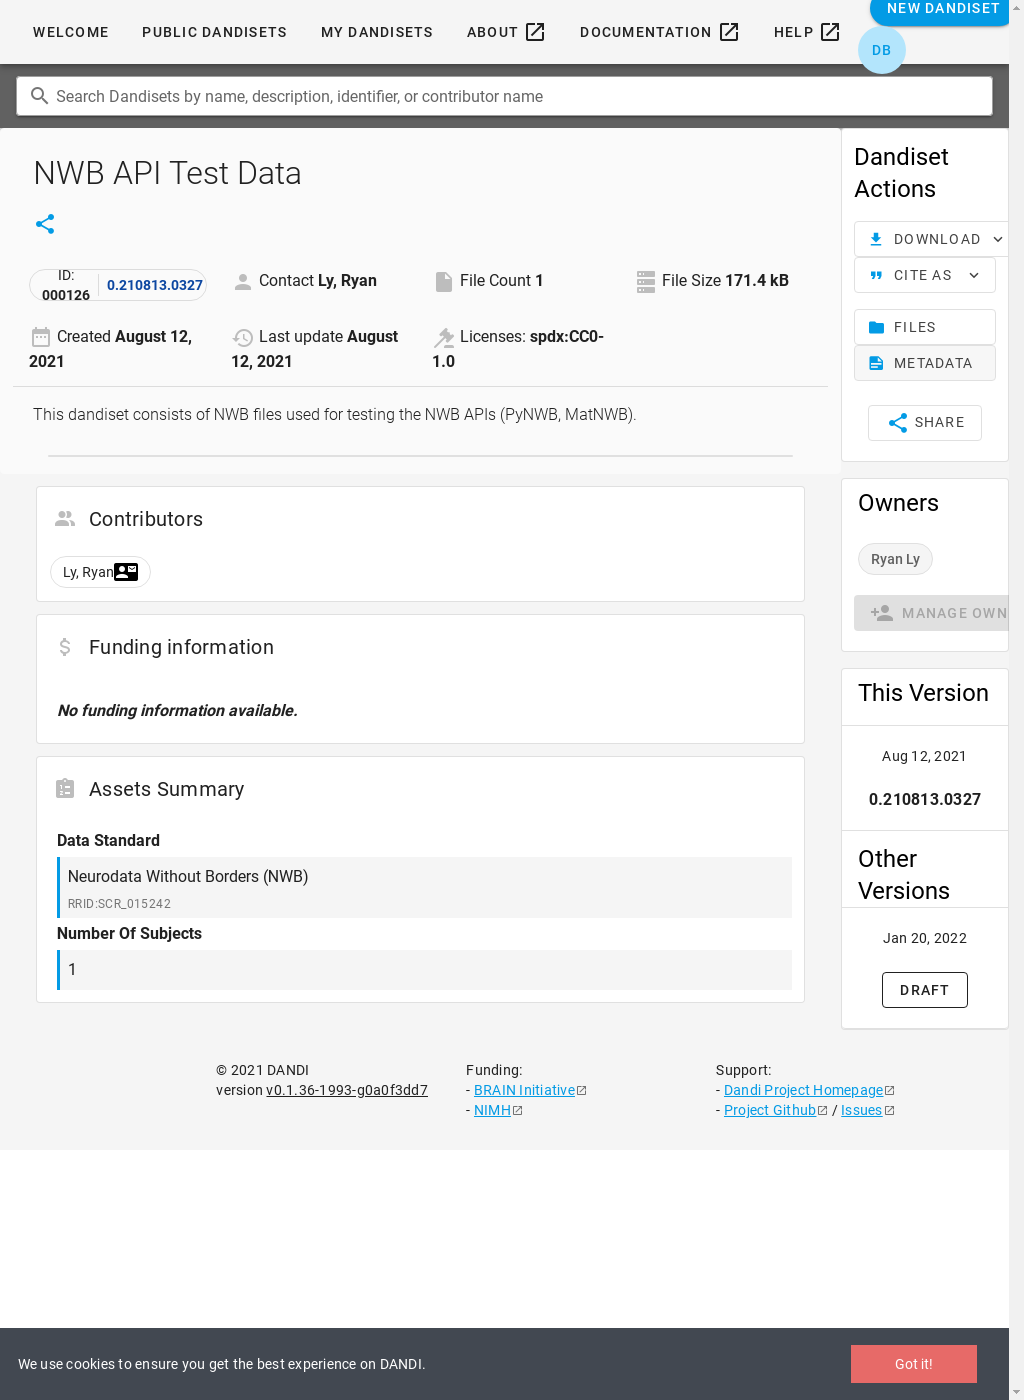 NEW DANDISET
WELCOME
PUBLIC DANDISETS
MY DANDISETS
ABOUT
DOCUMENTATION
HELP
DB
Search Dandisets by name, description, identifier, or contributor name
NWB API Test Data
ID:
000126
0.210813.0327
Contact Ly, Ryan
File Count 1
File Size 171.4 kB
Created August 12,
2021
Last update August
12, 2021
Licenses: spdx:CC0-
1.0
This dandiset consists of NWB files used for testing the NWB APIs (PyNWB, MatNWB).
Contributors
Ly, Ryan
Funding information
No funding information available.
Assets Summary
Data Standard
Neurodata Without Borders (NWB)
RRID:SCR_015242
Number Of Subjects
1
Dandiset
Actions
DOWNLOAD
CITE AS
FILES
METADATA
SHARE
Owners
Ryan Ly
MANAGE OWN
This Version
Aug 12, 2021
0.210813.0327
Other
Versions
Jan 20, 2022
DRAFT
© 2021 DANDI
version v0.1.36-1993-g0a0f3dd7
Funding:
- BRAIN Initiative
- NIMH
Support:
- Dandi Project Homepage
- Project Github / Issues
We use cookies to ensure you get the best experience on DANDI.
Got it!